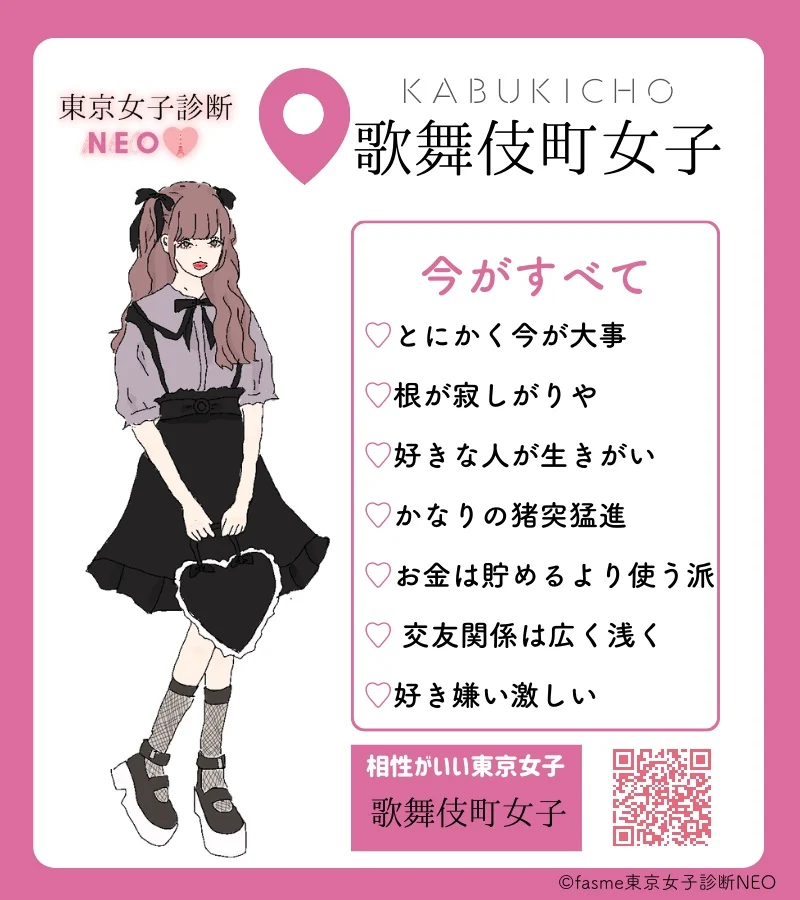 東京女子診断
NEO
KABUKICHO
歌舞伎町女子
今がすべて
♡とにかく今が大事
♡根が寂しがりや
♡好きな人が生きがい
♡かなりの猪突猛進
♡お金は貯めるより使う派
♡ 交友関係は広く浅く
♡好き嫌い激しい
相性がいい東京女子
歌舞伎町女子
©fasme東京女子診断NEO